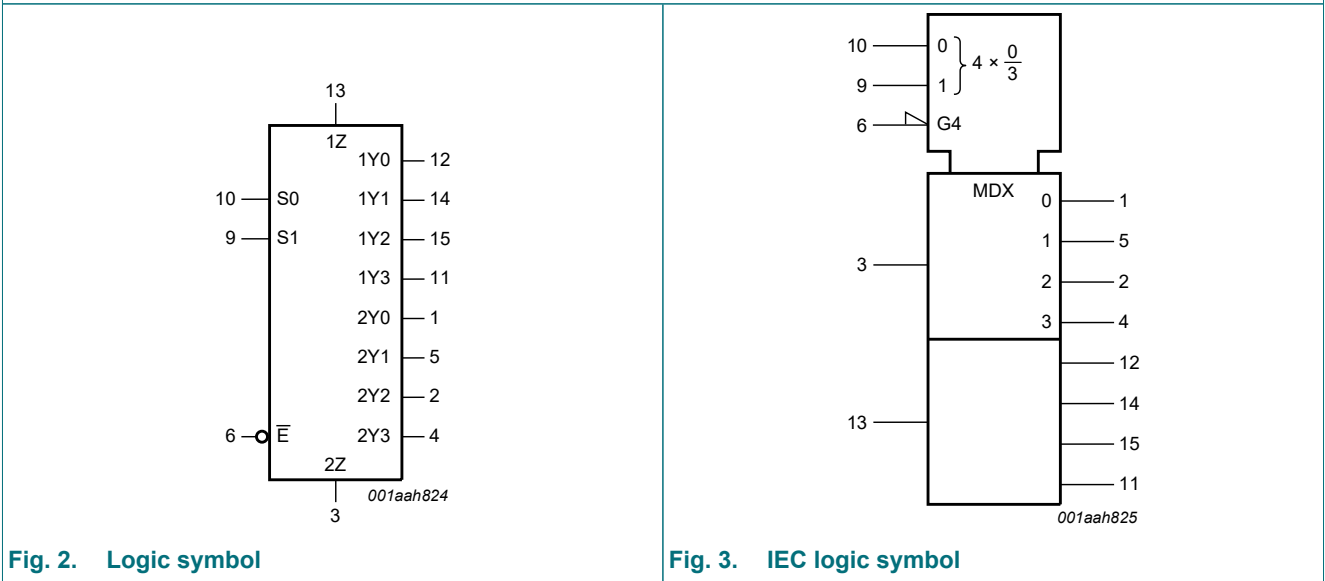 13
1Z
1Y0 12
10 S0 1Y1 14
9 S1 1Y2 15
1Y3 11
2Y0 1
2Y1 5
2Y2 2
6 E̅ 2Y3 4
2Z
001aah824
3
Fig. 2. Logic symbol
10 0 } 4 × 0/3
9 1
6 G4
MDX
0 1
1 5
3
2 2
3 4
12
14
13
15
11
001aah825
Fig. 3. IEC logic symbol